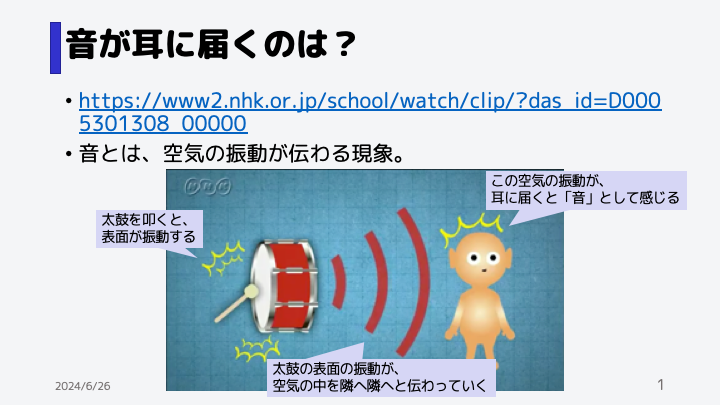 音が耳に届くのは？
• https://www2.nhk.or.jp/school/watch/clip/?das_id=D000
5301308_00000
• 音とは、空気の振動が伝わる現象。
NHK
この空気の振動が、
耳に届くと「音」として感じる
太鼓を叩くと、
表面が振動する
太鼓の表面の振動が、
空気の中を隣へ隣へと伝わっていく
2024/6/26
1